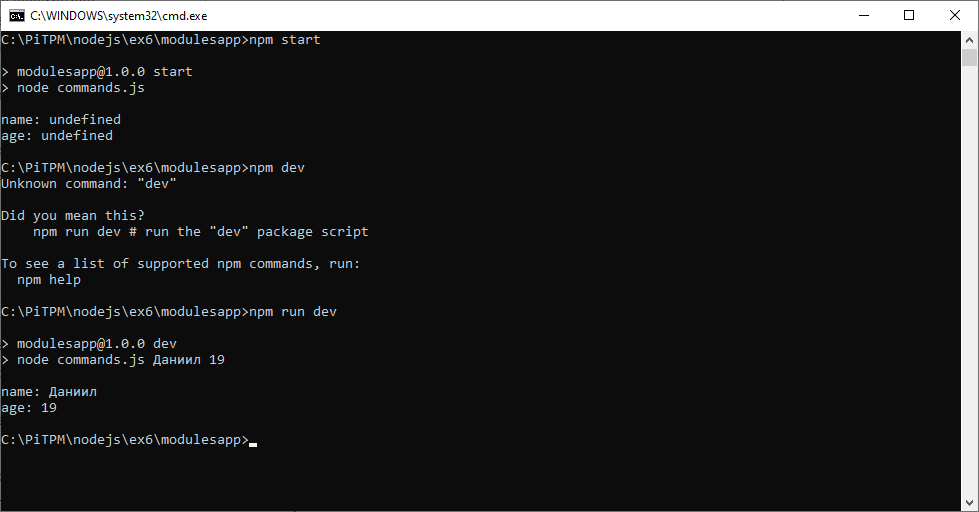 C:\WINDOWS\system32\cmd.exe
C:\PiTPM\nodejs\ex6\modulesapp>npm start
> modulesapp@1.0.0 start
> node commands.js
name: undefined
age: undefined
C:\PiTPM\nodejs\ex6\modulesapp>npm dev
Unknown command: "dev"
Did you mean this?
    npm run dev # run the "dev" package script
To see a list of supported npm commands, run:
  npm help
C:\PiTPM\nodejs\ex6\modulesapp>npm run dev
> modulesapp@1.0.0 dev
> node commands.js Даниил 19
name: Даниил
age: 19
C:\PiTPM\nodejs\ex6\modulesapp>